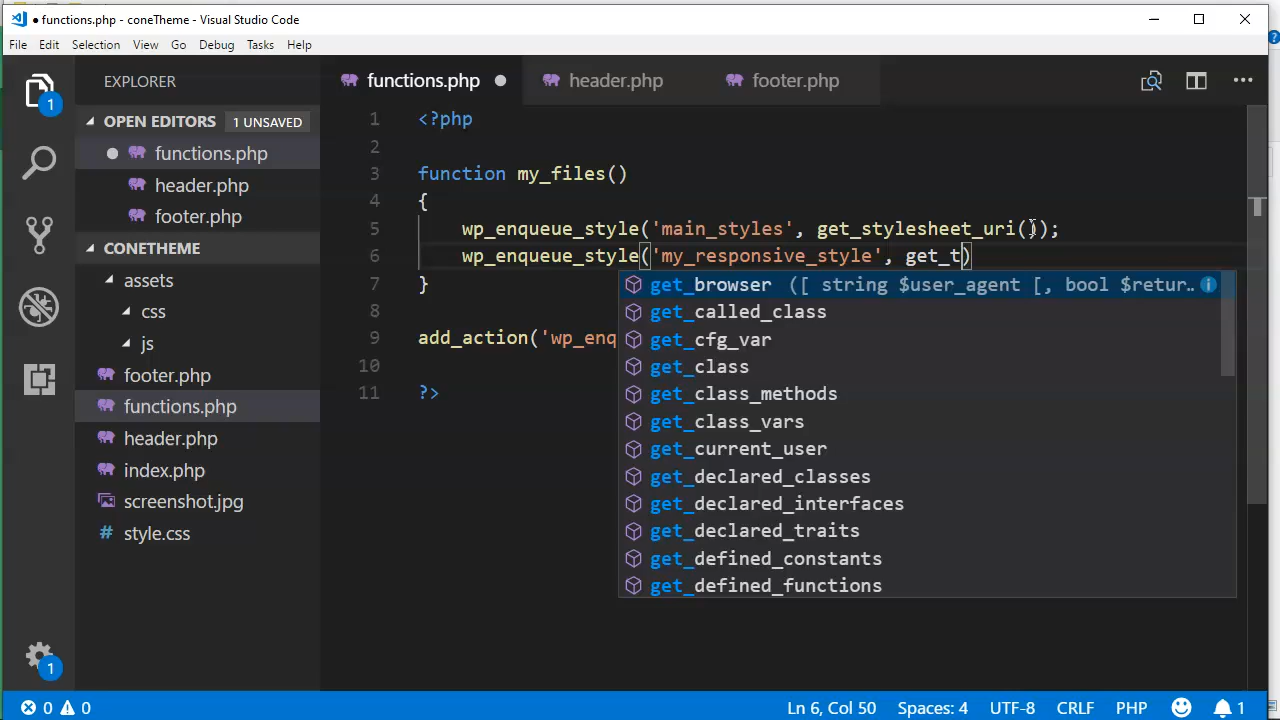 functions.php - coneTheme - Visual Studio Code
File Edit Selection View Go Debug Tasks Help
EXPLORER
functions.php
header.php
footer.php
OPEN EDITORS 1 UNSAVED
functions.php
header.php
footer.php
CONETHEME
assets
css
js
footer.php
functions.php
header.php
index.php
screenshot.jpg
style.css
1
1
1 <?php
2
3 function my_files()
4 {
5 wp_enqueue_style('main_styles', get_stylesheet_uri());
6 wp_enqueue_style('my_responsive_style', get_t)
7 }
8
9 add_action('wp_enq
10
11 ?>
get_browser ([ string $user_agent [, bool $retur..
get_called_class
get_cfg_var
get_class
get_class_methods
get_class_vars
get_current_user
get_declared_classes
get_declared_interfaces
get_declared_traits
get_defined_constants
get_defined_functions
0 0 Ln 6, Col 50 Spaces: 4 UTF-8 CRLF PHP 1